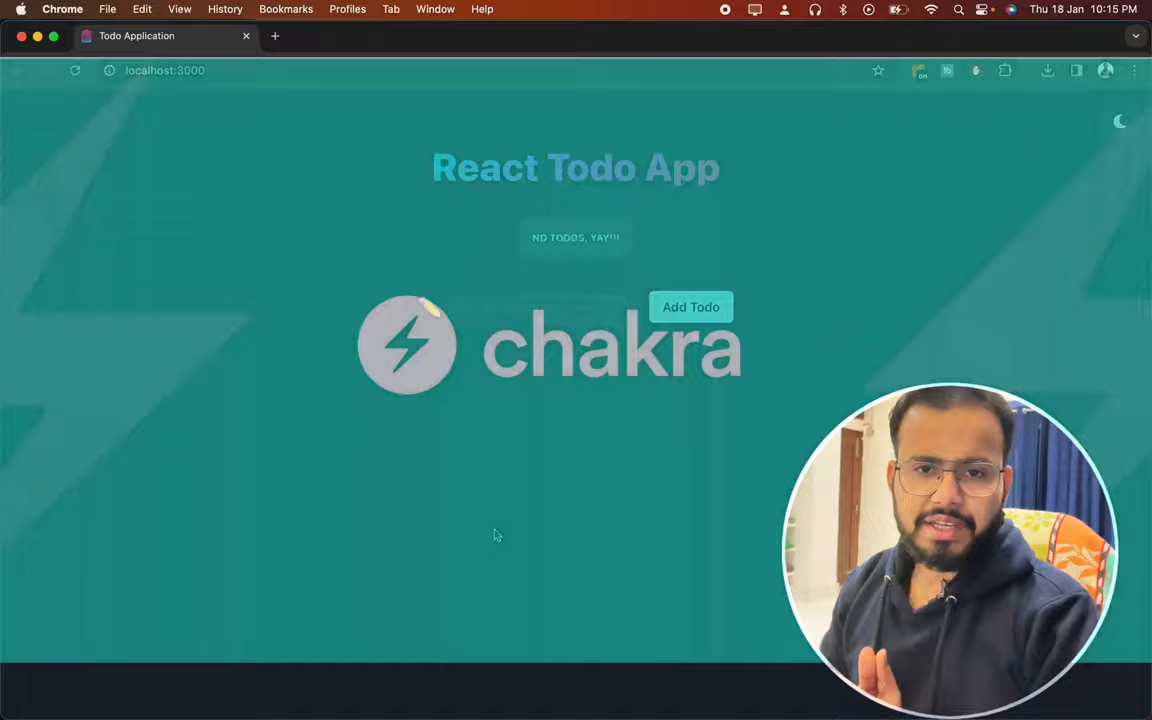 Chrome File Edit View History Bookmarks Profiles Tab Window Help Thu 18 Jan 10:15 PM
Todo Application
localhost:3000
on
React Todo App
NO TODOS, YAY!!!
Add Todo
chakra